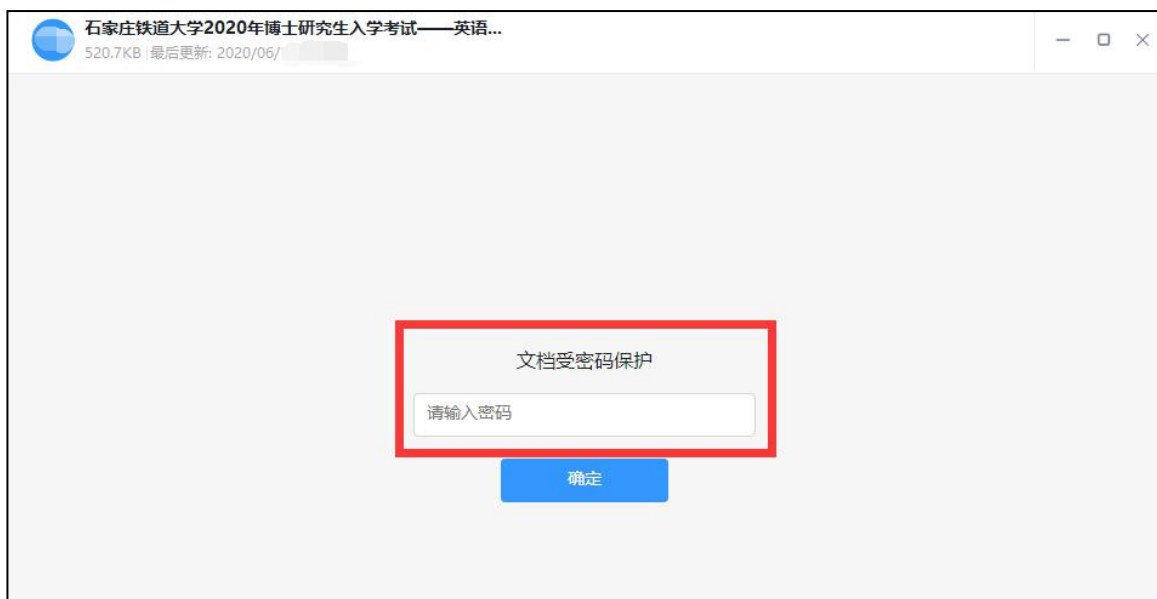 石家庄铁道大学2020年博士研究生入学考试——英语...
520.7KB 最后更新: 2020/06/
文档受密码保护
请输入密码
确定